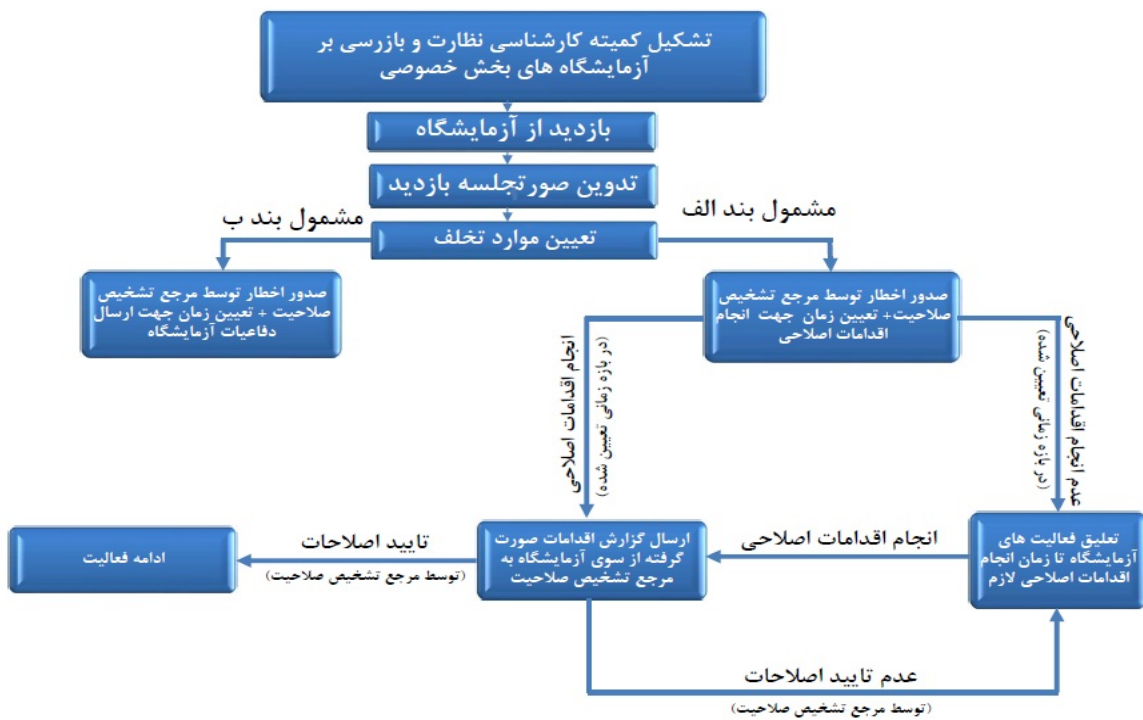 تشکیل کمیته کارشناسی نظارت و بازرسی بر
آزمایشگاه های بخش خصوصی
بازدید از آزمایشگاه
تدوین صورتجلسه بازدید
تعیین موارد تخلف
مشمول بند الف
مشمول بند ب
صدور اخطار توسط مرجع تشخیص
صلاحیت+ تعیین زمان جهت انجام
اقدامات اصلاحی
صدور اخطار توسط مرجع تشخیص
صلاحیت + تعیین زمان جهت ارسال
دفاعیات آزمایشگاه
عدم انجام اقدامات اصلاحی
(در بازه زمانی تعیین شده)
انجام اقدامات اصلاحی
(در بازه زمانی تعیین شده)
تعلیق فعالیت های
آزمایشگاه تا زمان انجام
اقدامات اصلاحی لازم
انجام اقدامات اصلاحی
ارسال گزارش اقدامات صورت
گرفته از سوی آزمایشگاه به
مرجع تشخیص صلاحیت
تایید اصلاحات
(توسط مرجع تشخیص صلاحیت)
ادامه فعالیت
عدم تایید اصلاحات
(توسط مرجع تشخیص صلاحیت)